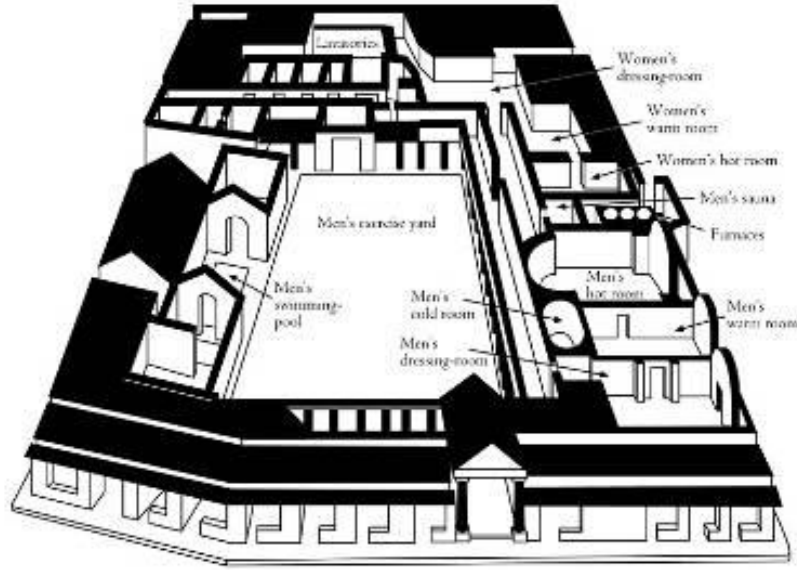 Lavatories
Women's
dressing-room
Women's
warm room
Women's hot room
Men's sauna
Furnaces
Men's exercise yard
Men's
swimming-
pool
Men's
hot room
Men's
cold room
Men's
warm room
Men's
dressing-room